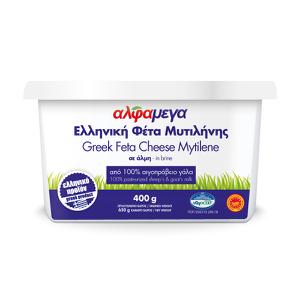 αλφαμεγα
Ελληνική Φέτα Μυτιλήνης
Greek Feta Cheese Mytilene
σε άλμη - in brine
από 100% αιγοπρόβειο γάλα
100% pasteurized sheep's & goat's milk
ελληνικό
προϊόν
400 g